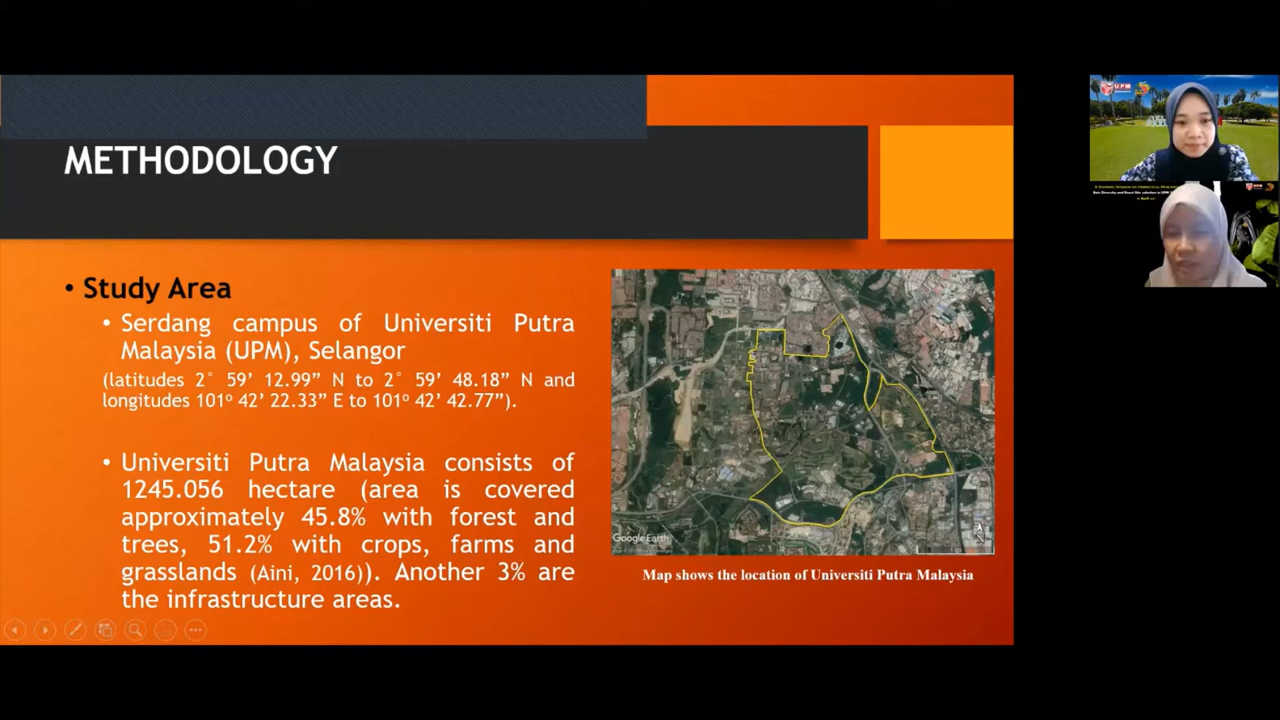 METHODOLOGY
• Study Area
• Serdang campus of Universiti Putra
Malaysia (UPM), Selangor
(latitudes 2° 59’ 12.99” N to 2° 59’ 48.18” N and
longitudes 101º 42’ 22.33” E to 101º 42’ 42.77”).
• Universiti Putra Malaysia consists of
1245.056 hectare (area is covered
approximately 45.8% with forest and
trees, 51.2% with crops, farms and
grasslands (Aini, 2016)). Another 3% are
the infrastructure areas.
Google Earth
N
Map shows the location of Universiti Putra Malaysia
UPM